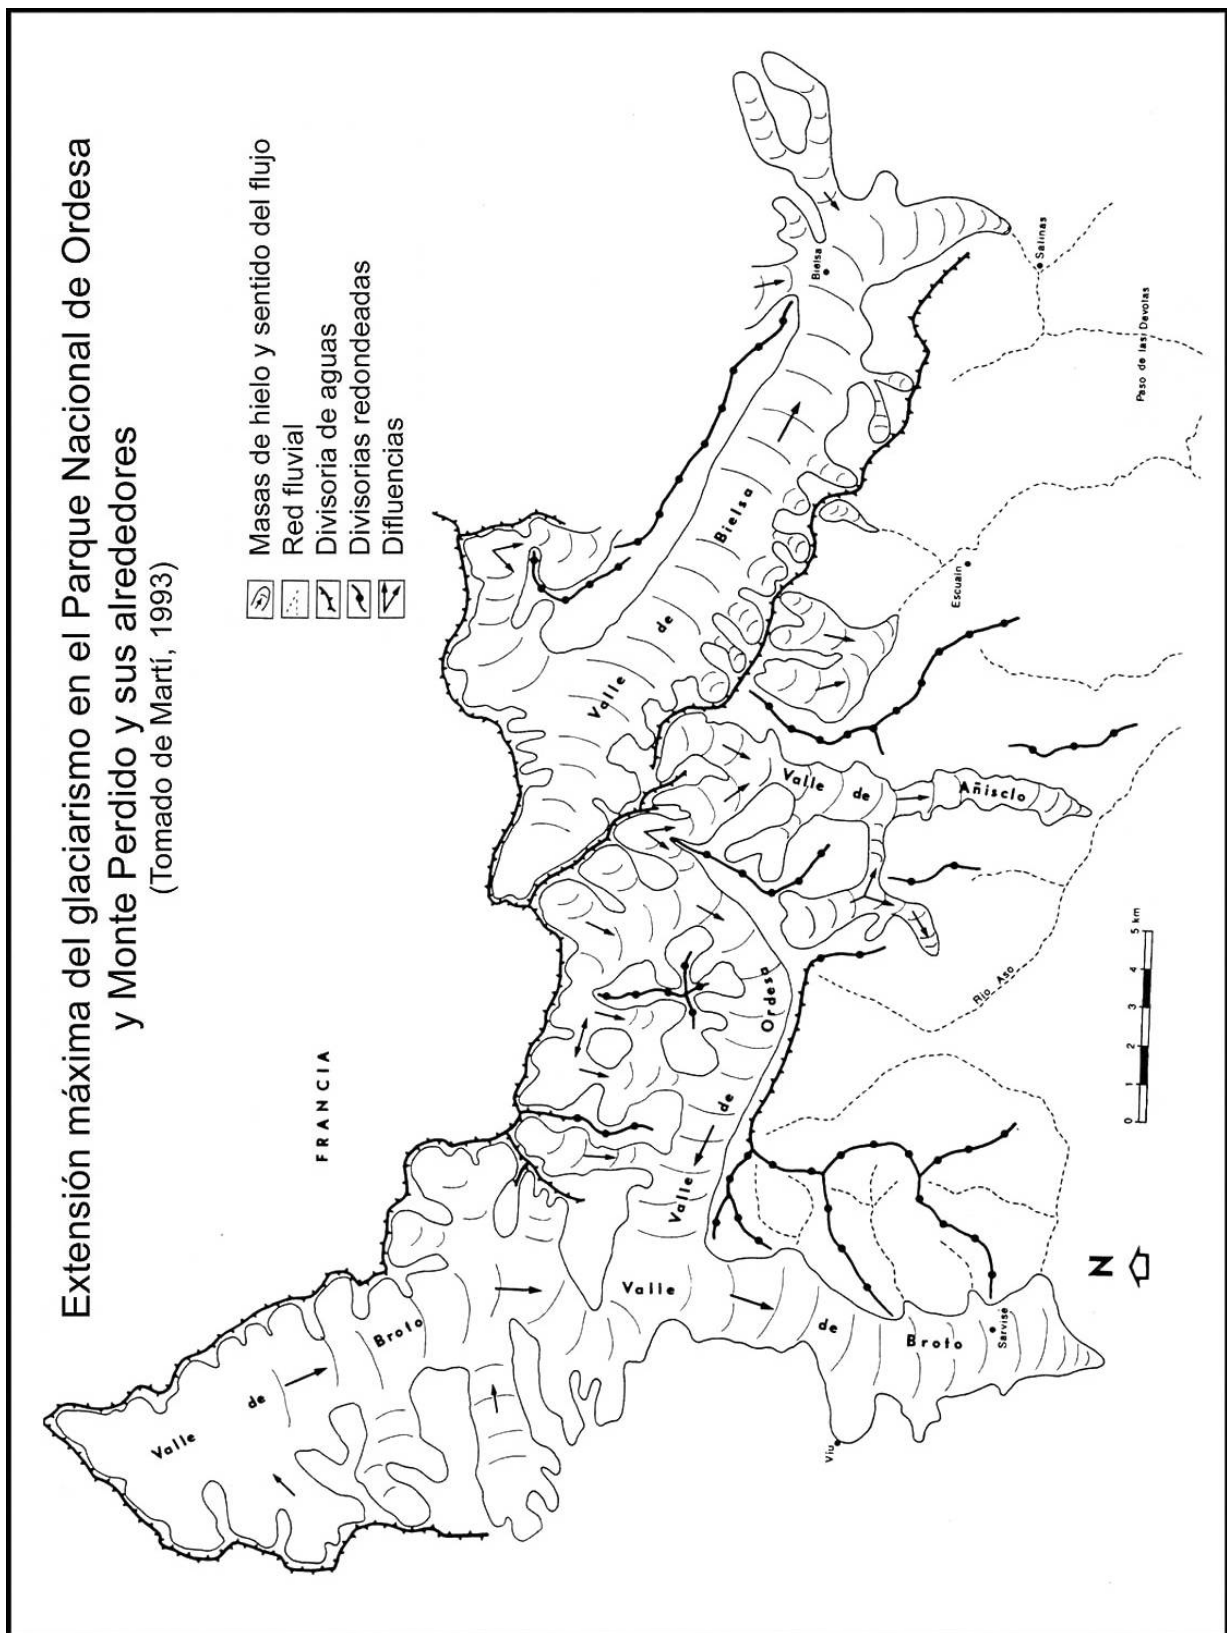 Extensión máxima del glaciarismo en el Parque Nacional de Ordesa
y Monte Perdido y sus alrededores
(Tomado de Martí, 1993)
Masas de hielo y sentido del flujo
Red fluvial
Divisoria de aguas
Divisorias redondeadas
Difluencias
FRANCIA
Valle de Broto
Valle de Broto
Valle de Ordesa
Valle de Bielsa
Valle de Añisclo
Bielsa
Salinas
Paso de las Devotas
Escuain
Río Aso
Viu
Sarvisé
N
0 1 2 3 4 5 km